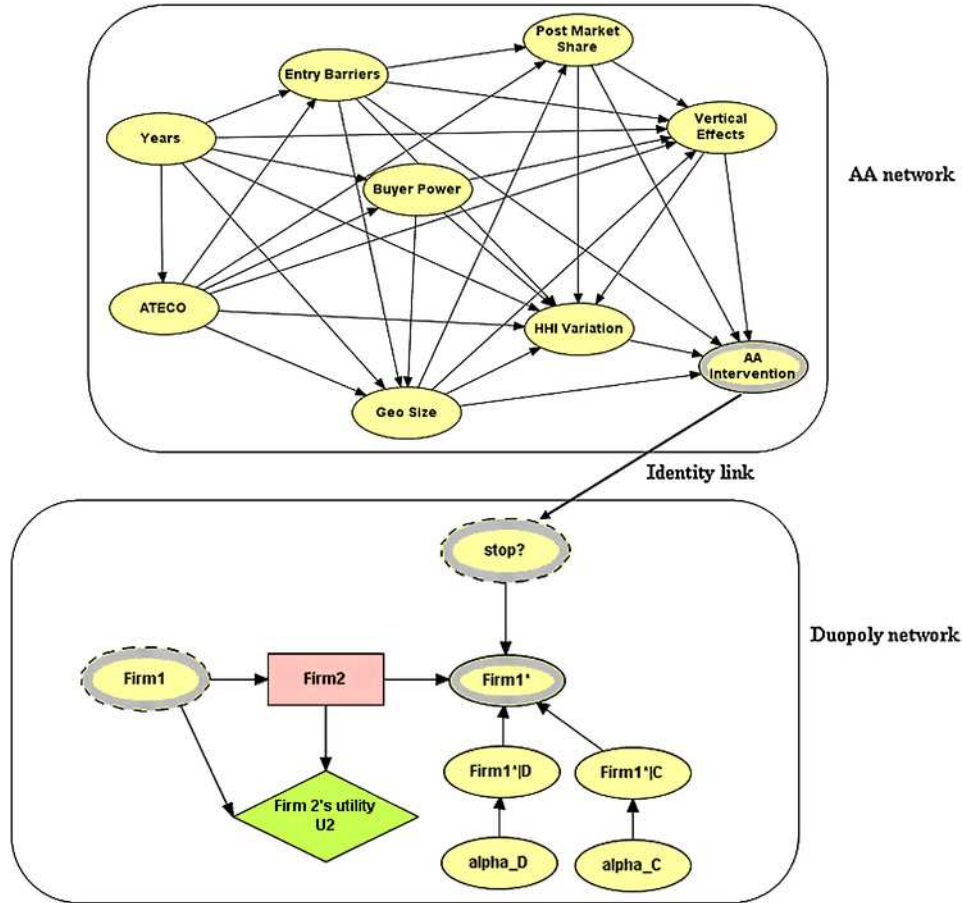 Post Market
Share
Entry Barriers
Vertical
Effects
Years
Buyer Power
AA network
ATECO
HHI Variation
AA
Intervention
Geo Size
Identity link
stop?
Duopoly network
Firm1
Firm2
Firm1*
Firm1*|D
Firm1*|C
Firm 2's utility
U2
alpha_D
alpha_C